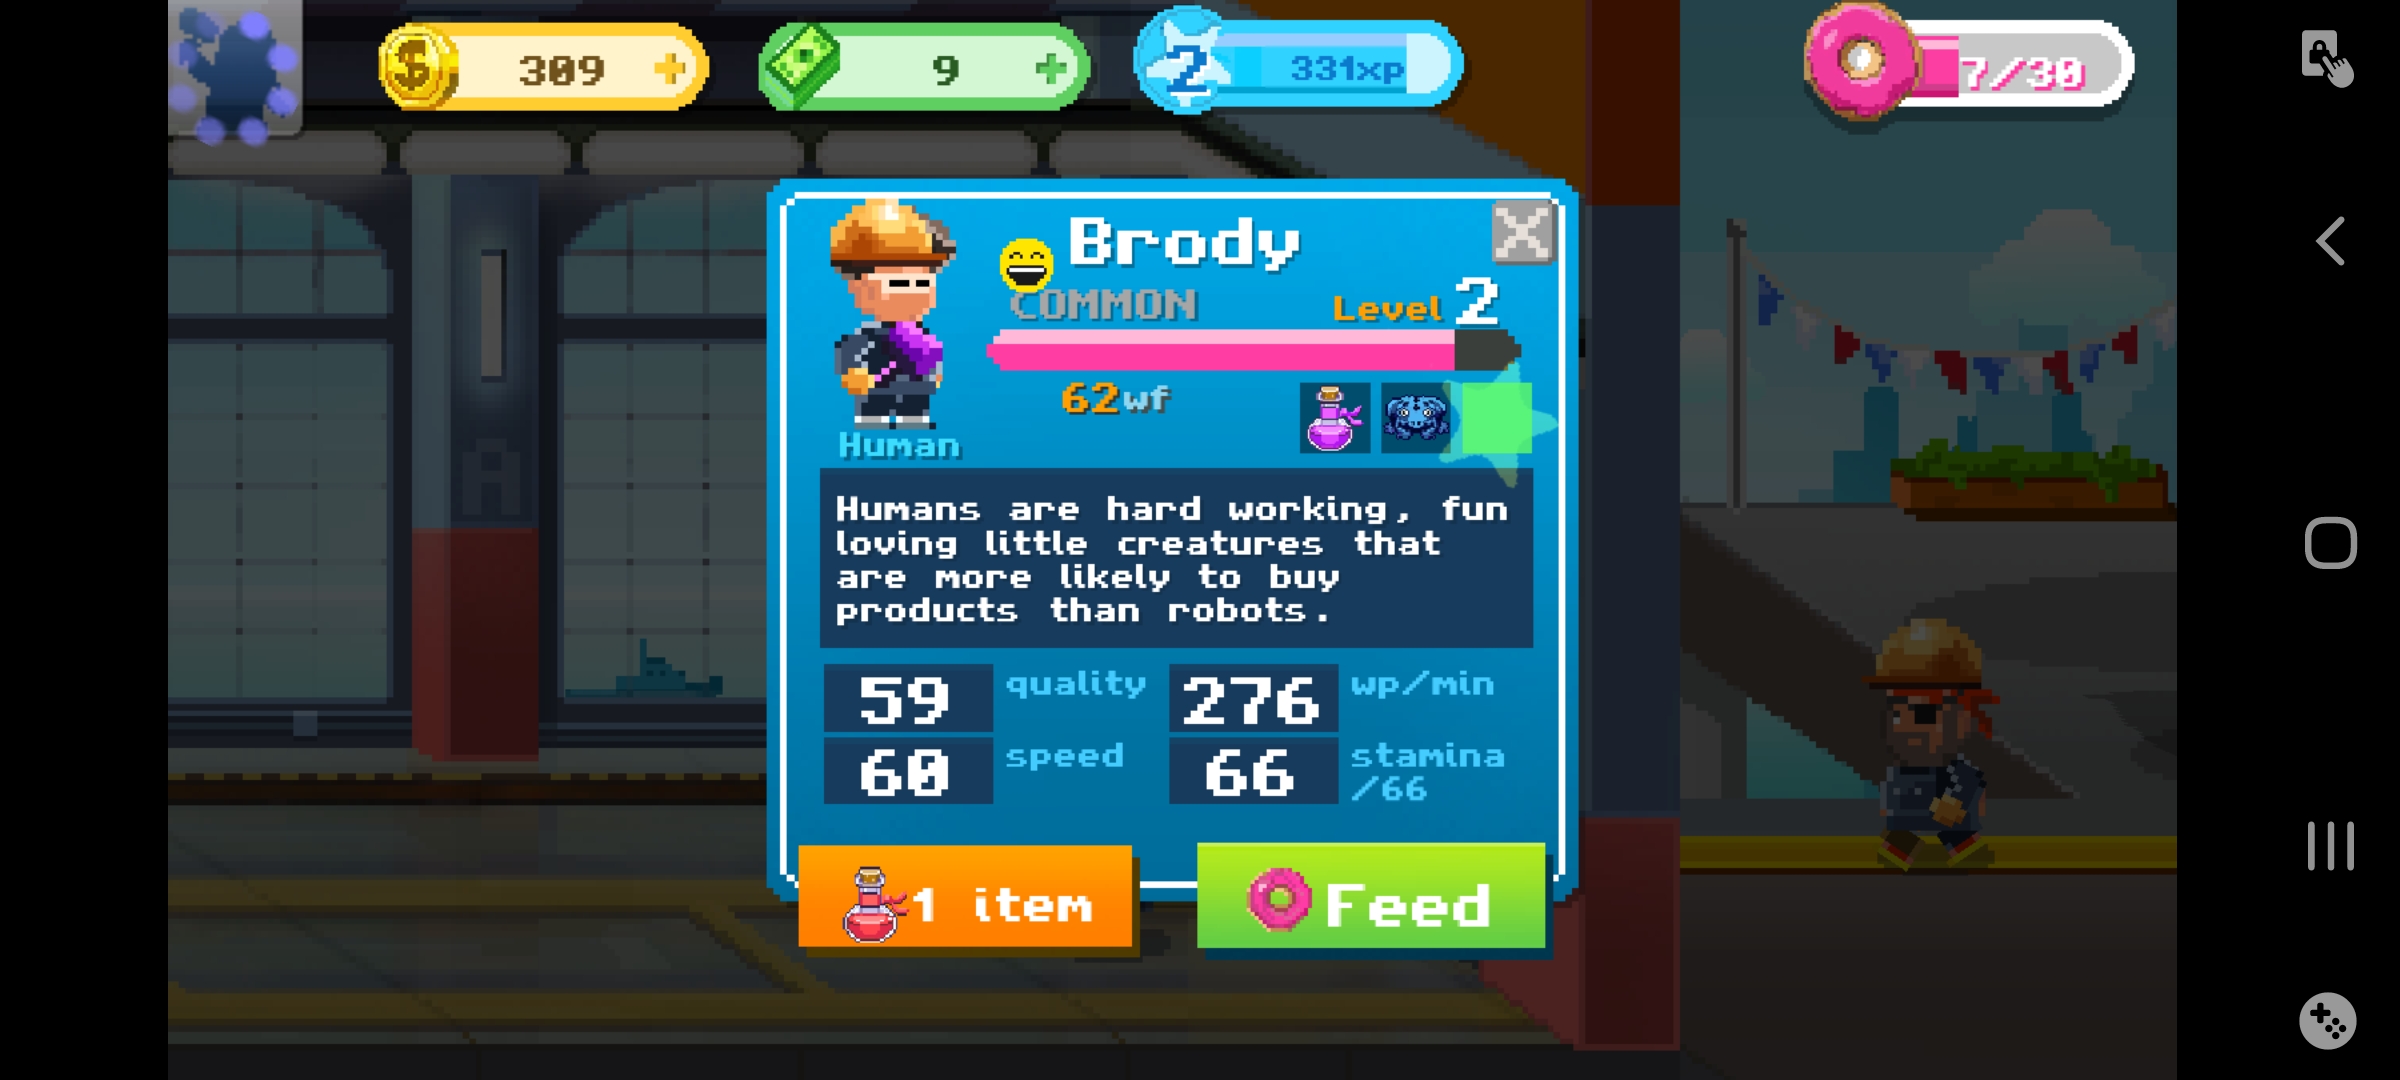 309
9
2
331xp
7/30
Brody
COMMON
Level 2
62wf
Human
Humans are hard working, fun
loving little creatures that
are more likely to buy
products than robots.
59 quality
276 wp/min
60 speed
66 stamina
/66
1 item
Feed
A